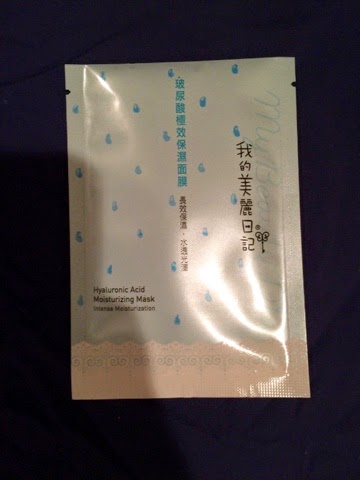 我的美麗日記®
玻尿酸極效保濕面膜
長效保濕・水透光澤
Hyaluronic Acid
Moisturizing Mask
Intense Moisturization